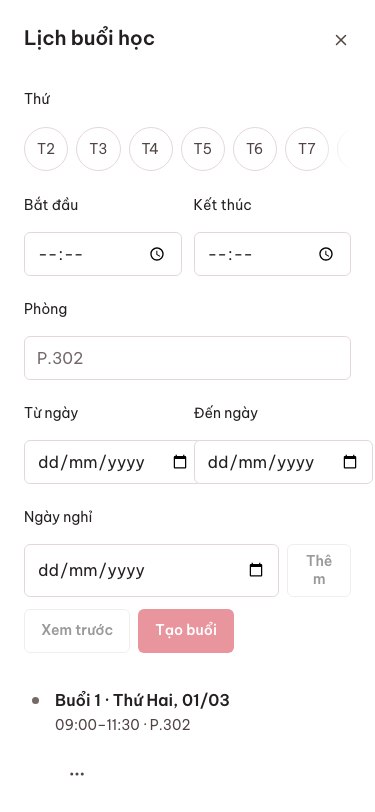 Lịch buổi học
Thứ
T2 T3 T4 T5 T6 T7
Bắt đầu Kết thúc
--:-- --:--
Phòng
P.302
Từ ngày Đến ngày
dd/mm/yyyy dd/mm/yyyy
Ngày nghỉ
dd/mm/yyyy Thê
m
Xem trước Tạo buổi
Buổi 1 · Thứ Hai, 01/03
09:00–11:30 · P.302
...